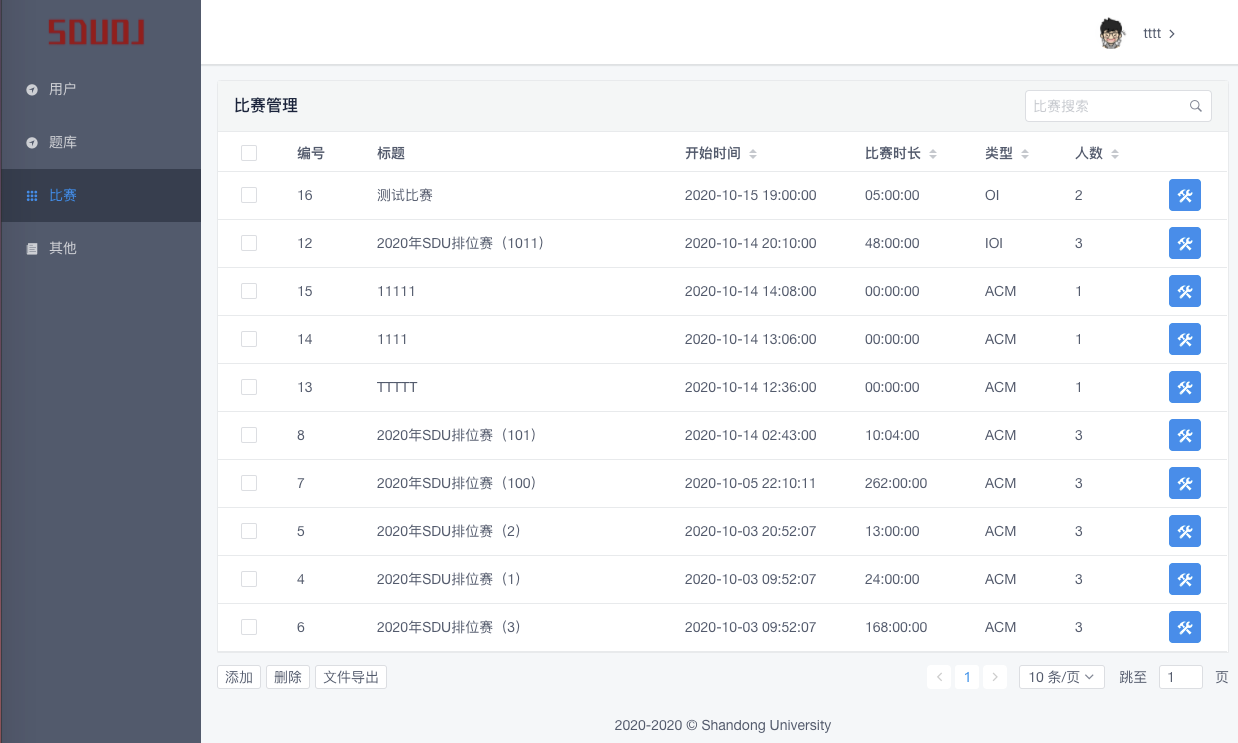 SDUOJ
tttt
用户
题库
比赛
其他
比赛管理
比赛搜索
编号 标题 开始时间 比赛时长 类型 人数
16 测试比赛 2020-10-15 19:00:00 05:00:00 OI 2
12 2020年SDU排位赛（1011） 2020-10-14 20:10:00 48:00:00 IOI 3
15 11111 2020-10-14 14:08:00 00:00:00 ACM 1
14 1111 2020-10-14 13:06:00 00:00:00 ACM 1
13 TTTTT 2020-10-14 12:36:00 00:00:00 ACM 1
8 2020年SDU排位赛（101） 2020-10-14 02:43:00 10:04:00 ACM 3
7 2020年SDU排位赛（100） 2020-10-05 22:10:11 262:00:00 ACM 3
5 2020年SDU排位赛（2） 2020-10-03 20:52:07 13:00:00 ACM 3
4 2020年SDU排位赛（1） 2020-10-03 09:52:07 24:00:00 ACM 3
6 2020年SDU排位赛（3） 2020-10-03 09:52:07 168:00:00 ACM 3
添加 删除 文件导出 1 10 条/页 跳至 1 页
2020-2020 © Shandong University